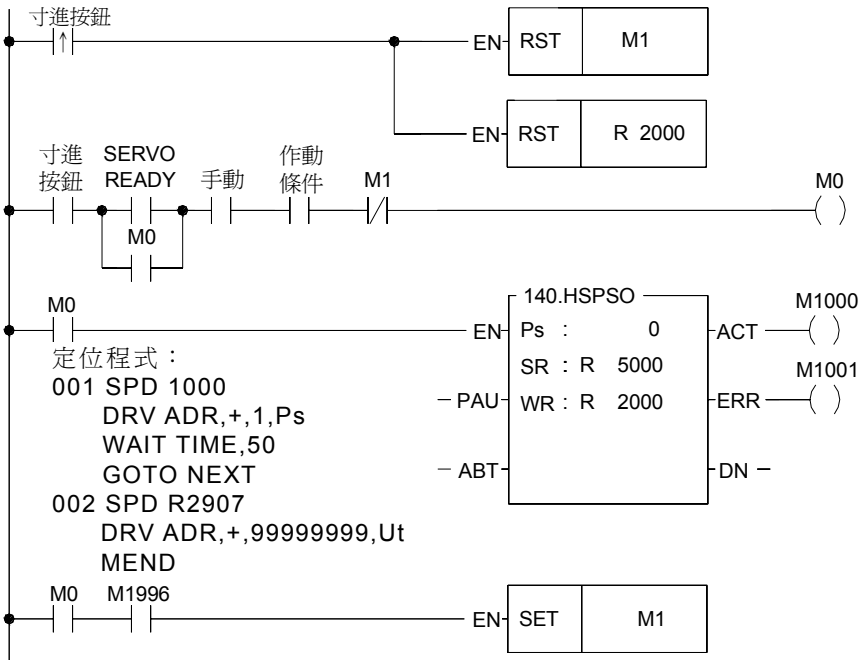 寸進按鈕
↑
EN RST M1
EN RST R 2000
寸進 SERVO 作動
按鈕 READY 手動 條件 M1 M0
M0
140.HSPSO
M0 M1000
EN Ps : 0 ACT
定位程式：
SR : R 5000 M1001
001 SPD 1000
PAU WR : R 2000 ERR
DRV ADR,+,1,Ps
WAIT TIME,50
GOTO NEXT
ABT DN
002 SPD R2907
DRV ADR,+,99999999,Ut
MEND
M0 M1996
EN SET M1